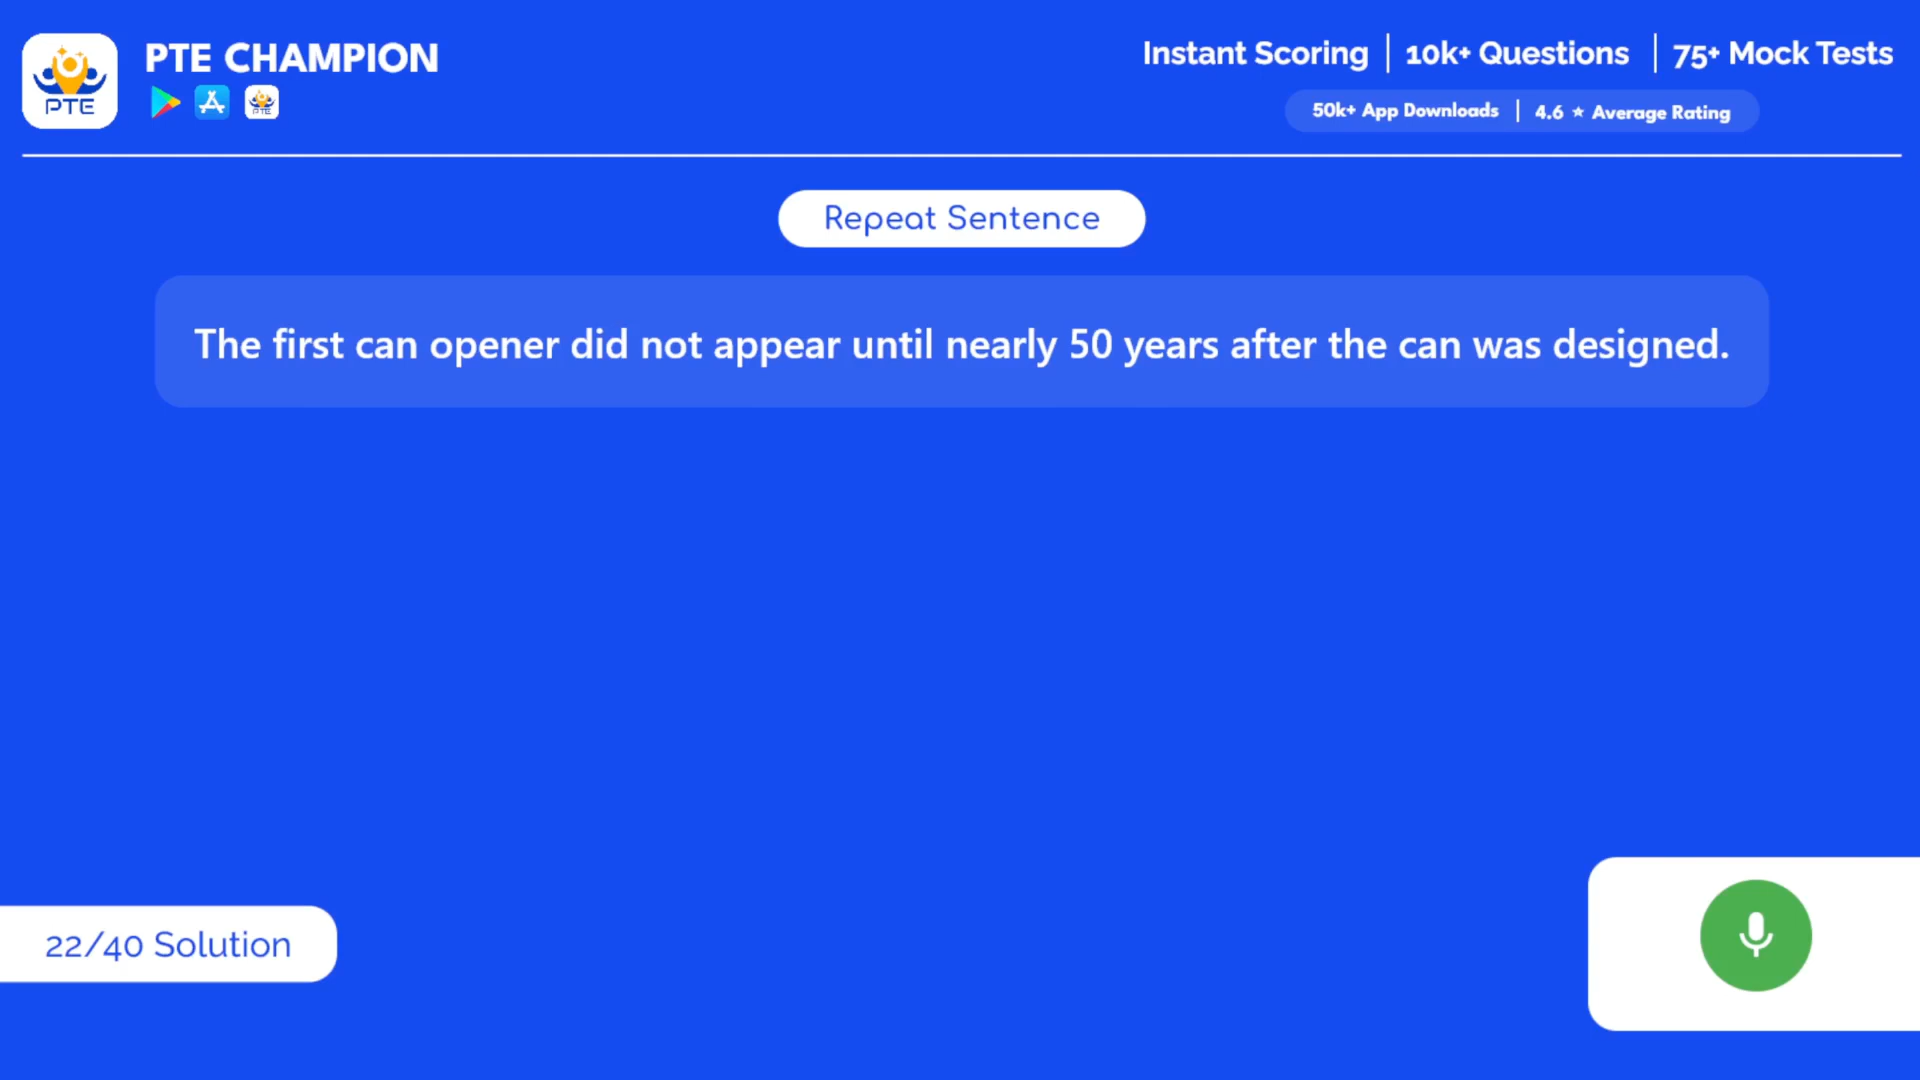 PTE CHAMPION
PTE
PTE
Instant Scoring | 10k+ Questions | 75+ Mock Tests
50k+ App Downloads | 4.6 ★ Average Rating
Repeat Sentence
The first can opener did not appear until nearly 50 years after the can was designed.
22/40 Solution